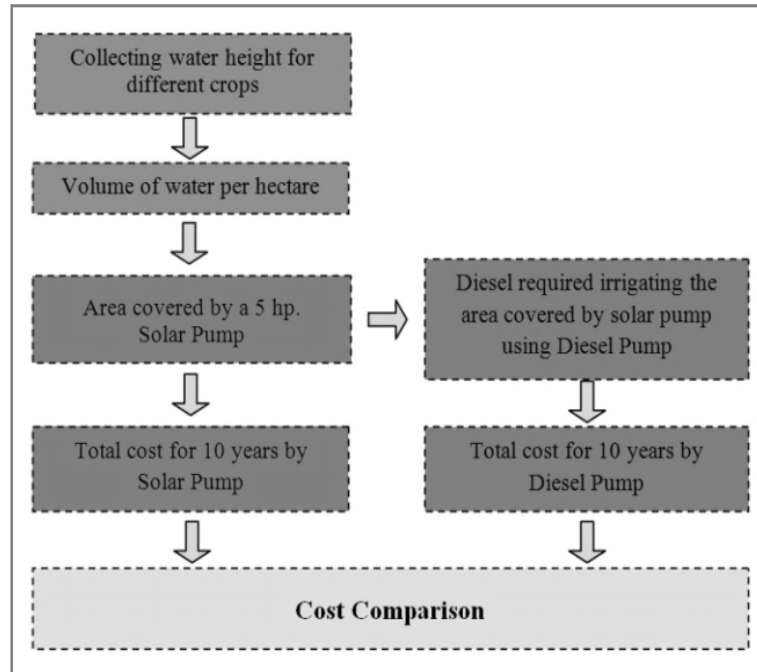 Collecting water height for
different crops
Volume of water per hectare
Area covered by a 5 hp.
Solar Pump
Diesel required irrigating the
area covered by solar pump
using Diesel Pump
Total cost for 10 years by
Solar Pump
Total cost for 10 years by
Diesel Pump
Cost Comparison